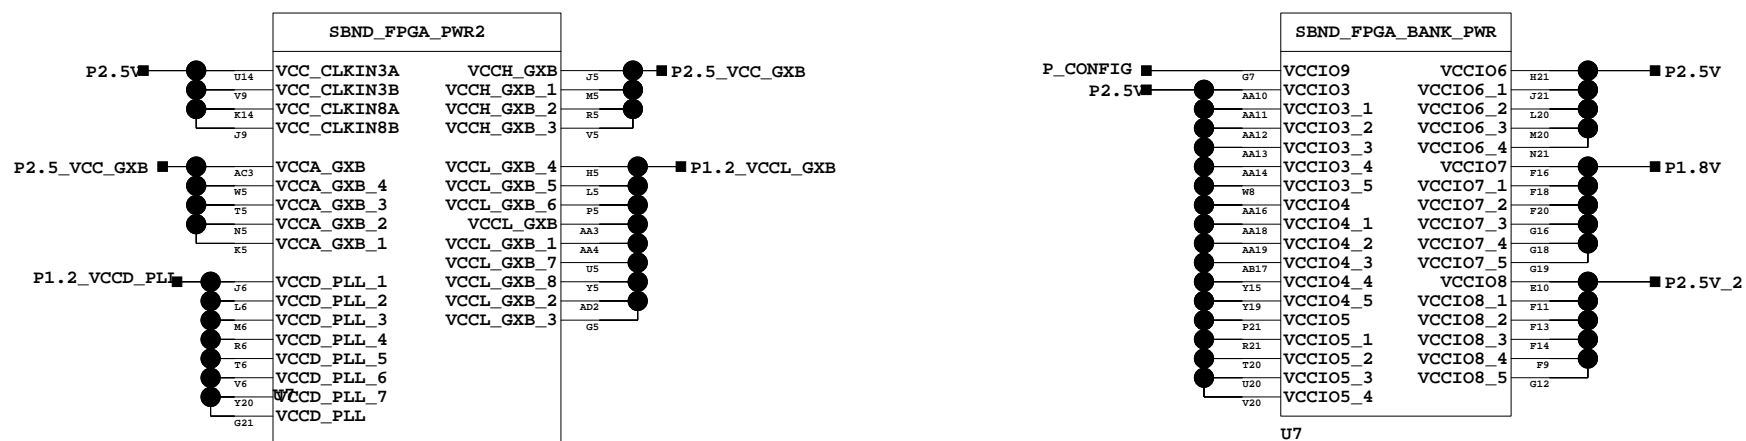 SBND_FPGA_PWR2
P2.5V U14 VCC_CLKIN3A VCCH_GXB J5 P2.5_VCC_GXB
V9 VCC_CLKIN3B VCCH_GXB_1 M5
K14 VCC_CLKIN8A VCCH_GXB_2 R5
J9 VCC_CLKIN8B VCCH_GXB_3 V5
P2.5_VCC_GXB AC3 VCCA_GXB VCCL_GXB_4 H5 P1.2_VCCL_GXB
W5 VCCA_GXB_4 VCCL_GXB_5 L5
T5 VCCA_GXB_3 VCCL_GXB_6 P5
N5 VCCA_GXB_2 VCCL_GXB AA3
K5 VCCA_GXB_1 VCCL_GXB_1 AA4
VCCL_GXB_7 U5
P1.2_VCCD_PLL J6 VCCD_PLL_1 VCCL_GXB_8 Y5
L6 VCCD_PLL_2 VCCL_GXB_2 AD2
M6 VCCD_PLL_3 VCCL_GXB_3 G5
R6 VCCD_PLL_4
T6 VCCD_PLL_5
V6 VCCD_PLL_6
Y20 VCCD_PLL_7
U7
G21 VCCD_PLL
SBND_FPGA_BANK_PWR
P_CONFIG G7 VCCIO9 VCCIO6 H21 P2.5V
P2.5V AA10 VCCIO3 VCCIO6_1 J21
AA11 VCCIO3_1 VCCIO6_2 L20
AA12 VCCIO3_2 VCCIO6_3 M20
AA13 VCCIO3_3 VCCIO6_4 N21
AA14 VCCIO3_4 VCCIO7 F16 P1.8V
W8 VCCIO3_5 VCCIO7_1 F18
AA16 VCCIO4 VCCIO7_2 F20
AA18 VCCIO4_1 VCCIO7_3 G16
AA19 VCCIO4_2 VCCIO7_4 G18
AB17 VCCIO4_3 VCCIO7_5 G19
Y15 VCCIO4_4 VCCIO8 E10 P2.5V_2
Y19 VCCIO4_5 VCCIO8_1 F11
P21 VCCIO5 VCCIO8_2 F13
R21 VCCIO5_1 VCCIO8_3 F14
T20 VCCIO5_2 VCCIO8_4 F9
U20 VCCIO5_3 VCCIO8_5 G12
V20 VCCIO5_4
U7